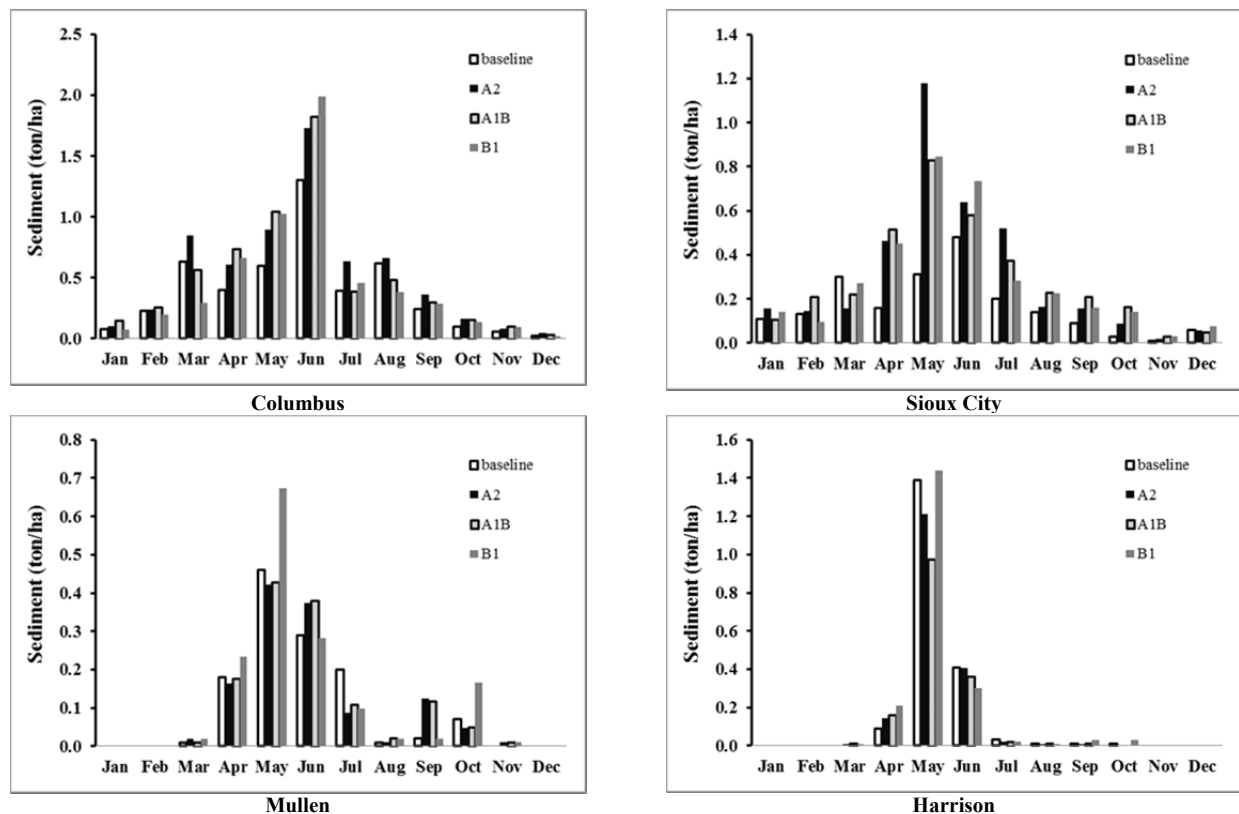 2.5
2.0
1.5
1.0
0.5
0.0
Sediment (ton/ha)
baseline
A2
A1B
B1
Jan Feb Mar Apr May Jun Jul Aug Sep Oct Nov Dec
Columbus
1.4
1.2
1.0
0.8
0.6
0.4
0.2
0.0
Sediment (ton/ha)
baseline
A2
A1B
B1
Jan Feb Mar Apr May Jun Jul Aug Sep Oct Nov Dec
Sioux City
0.8
0.7
0.6
0.5
0.4
0.3
0.2
0.1
0.0
Sediment (ton/ha)
baseline
A2
A1B
B1
Jan Feb Mar Apr May Jun Jul Aug Sep Oct Nov Dec
Mullen
1.6
1.4
1.2
1.0
0.8
0.6
0.4
0.2
0.0
Sediment (ton/ha)
baseline
A2
A1B
B1
Jan Feb Mar Apr May Jun Jul Aug Sep Oct Nov Dec
Harrison